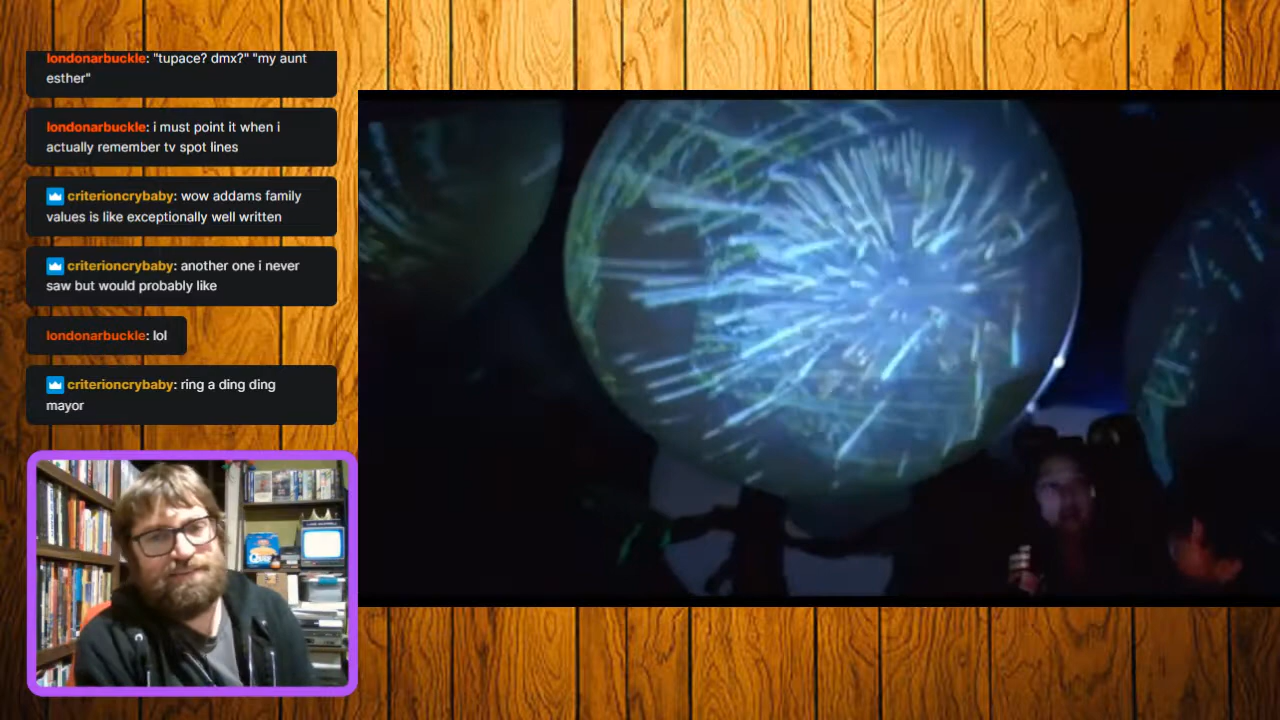 londonarbuckle: "tupace? dmx?" "my aunt
esther"
londonarbuckle: i must point it when i
actually remember tv spot lines
criterioncrybaby: wow addams family
values is like exceptionally well written
criterioncrybaby: another one i never
saw but would probably like
londonarbuckle: lol
criterioncrybaby: ring a ding ding
mayor